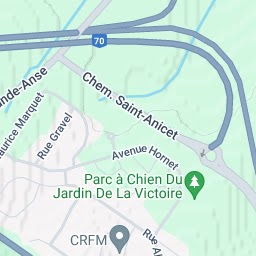 70
Chem. Saint-Anicet
nde-Anse
aurice Marquet
Rue Gravel
Avenue Hornet
Parc à Chien Du
Jardin De La Victoire
CRFM
Rue Al